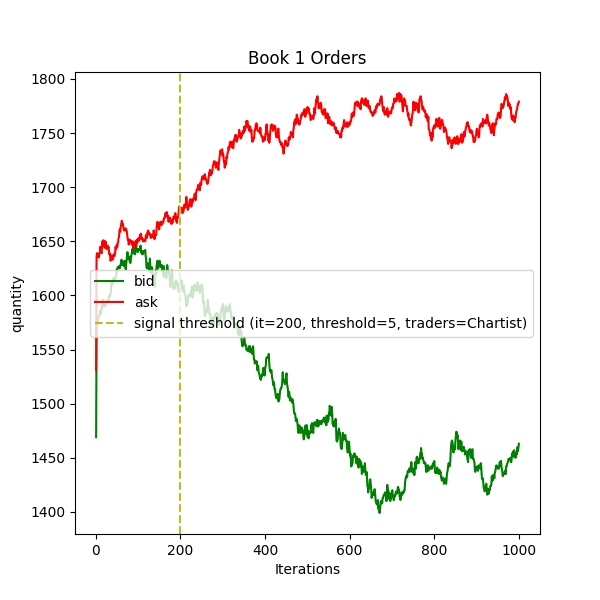 Book 1 Orders
1800
1750
1700
1650
1600
1550
1500
1450
1400
quantity
bid
ask
signal threshold (it=200, threshold=5, traders=Chartist)
0 200 400 600 800 1000
Iterations